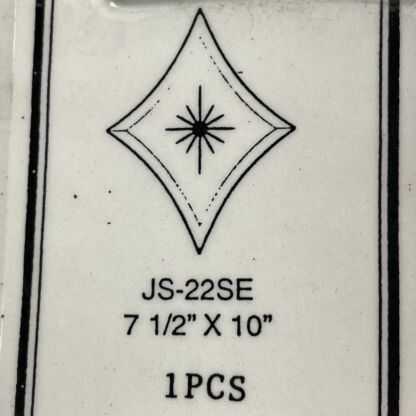 JS-22SE
7 1/2” X 10”
1PCS